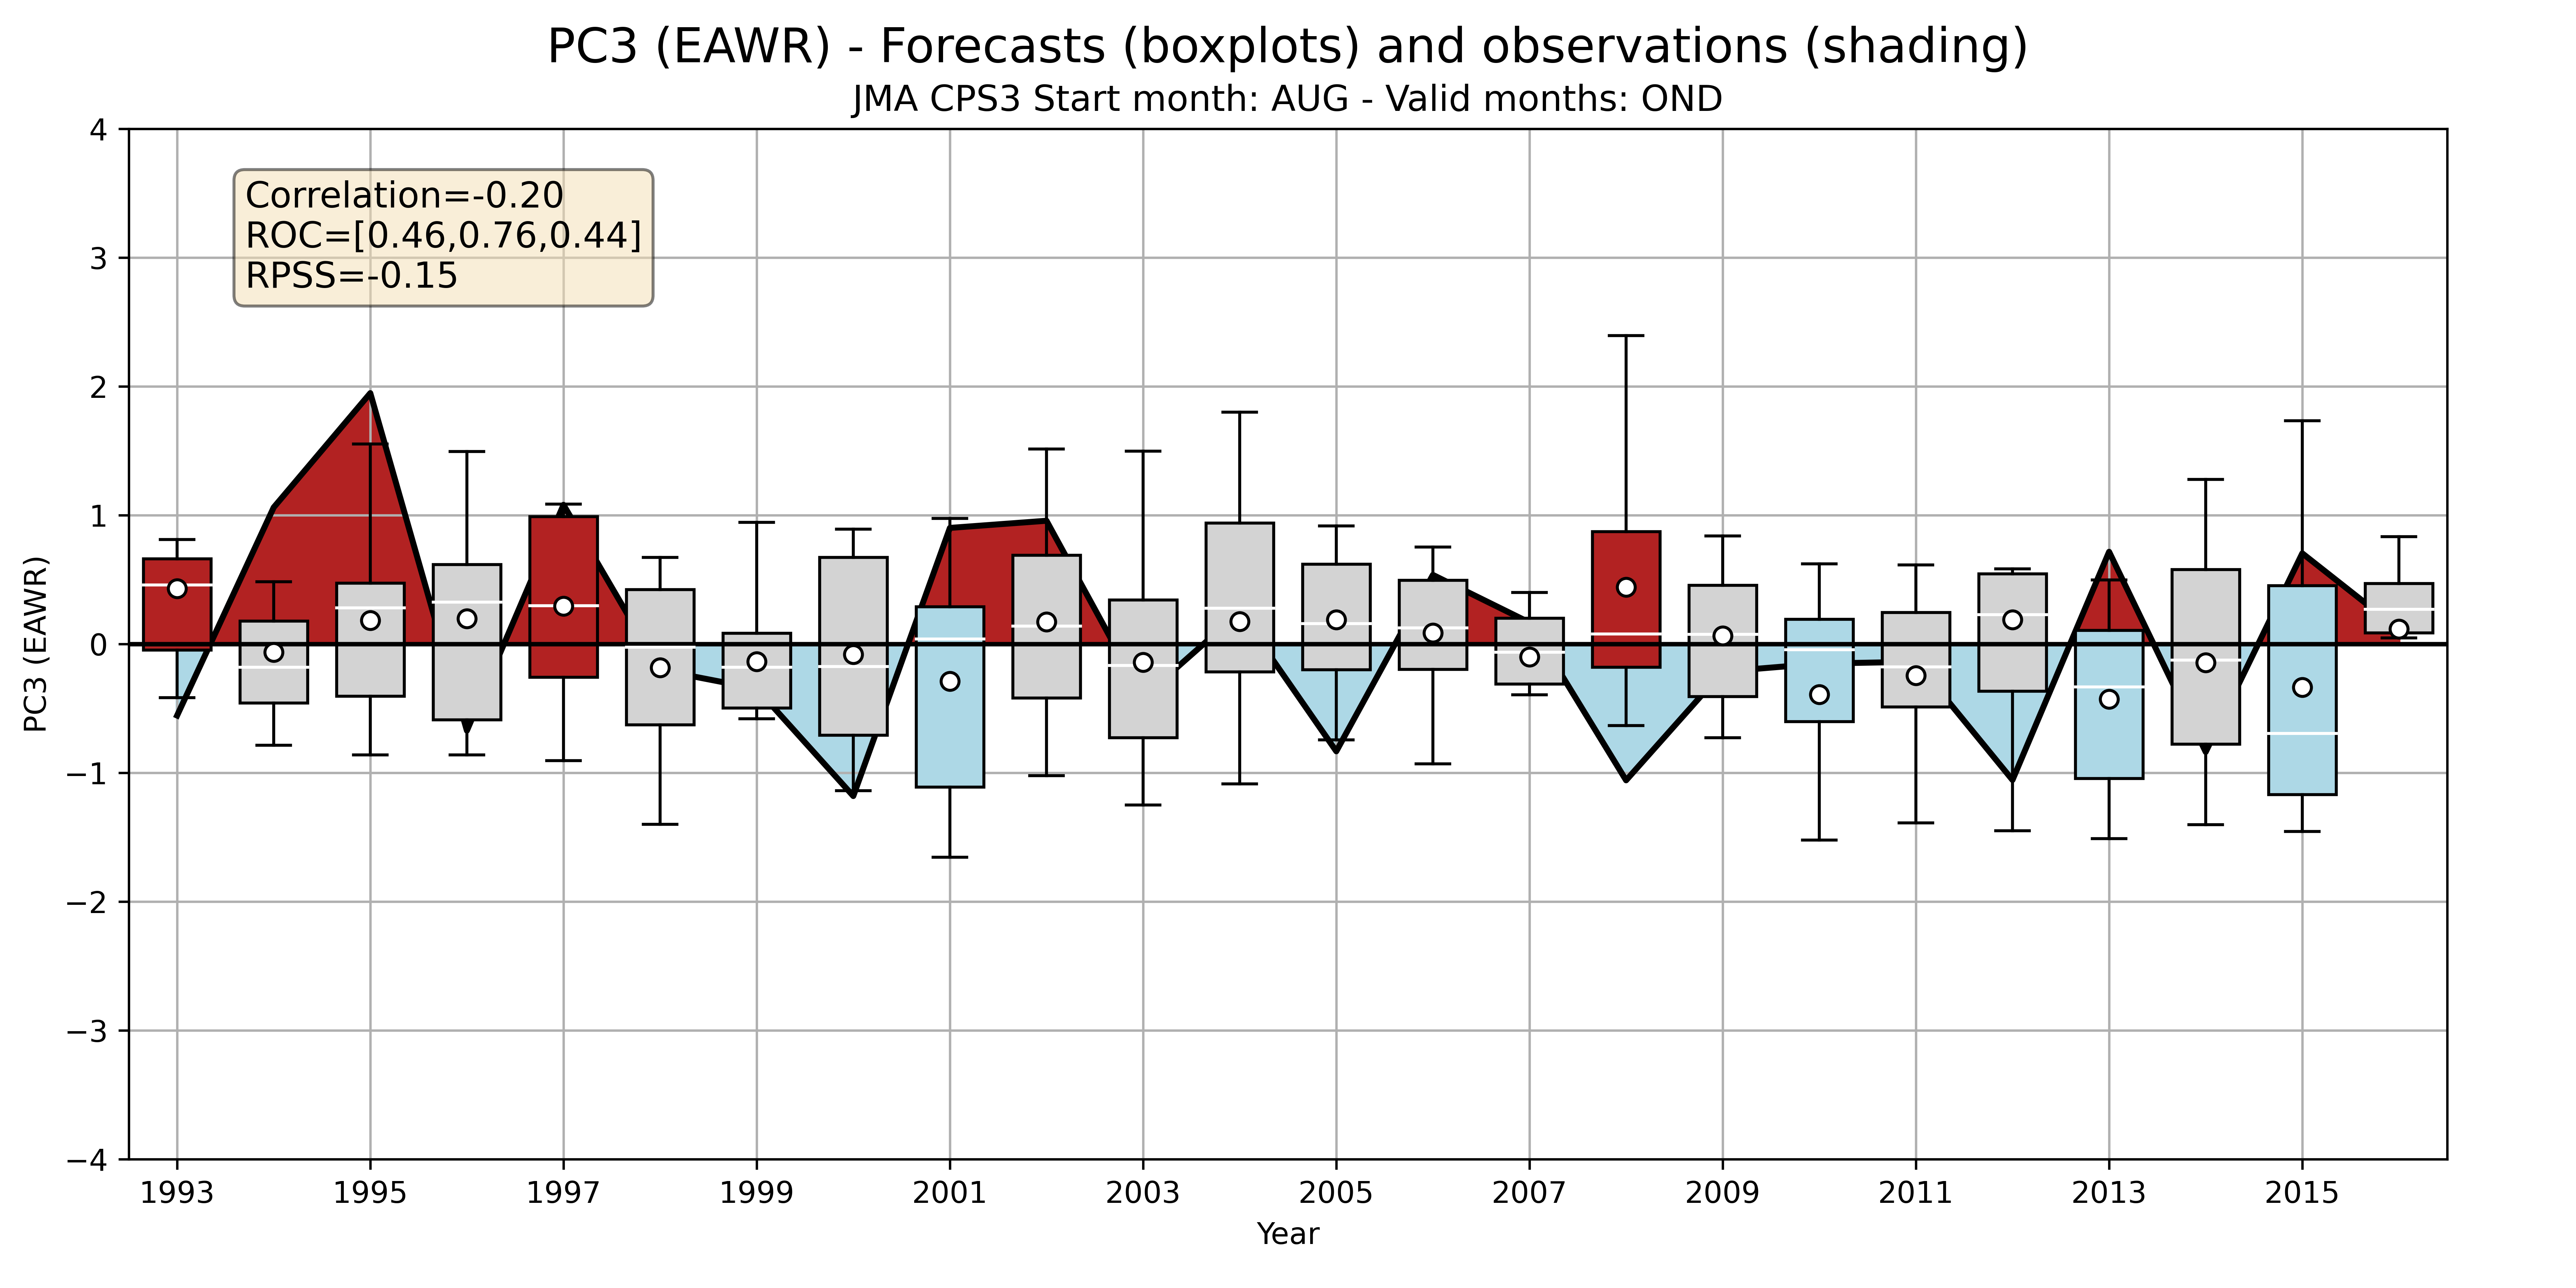 PC3 (EAWR) - Forecasts (boxplots) and observations (shading)
JMA CPS3 Start month: AUG - Valid months: OND
Correlation=-0.20
ROC=[0.46,0.76,0.44]
RPSS=-0.15
PC3 (EAWR)
4
3
2
1
0
−1
−2
−3
−4
1993 1995 1997 1999 2001 2003 2005 2007 2009 2011 2013 2015
Year